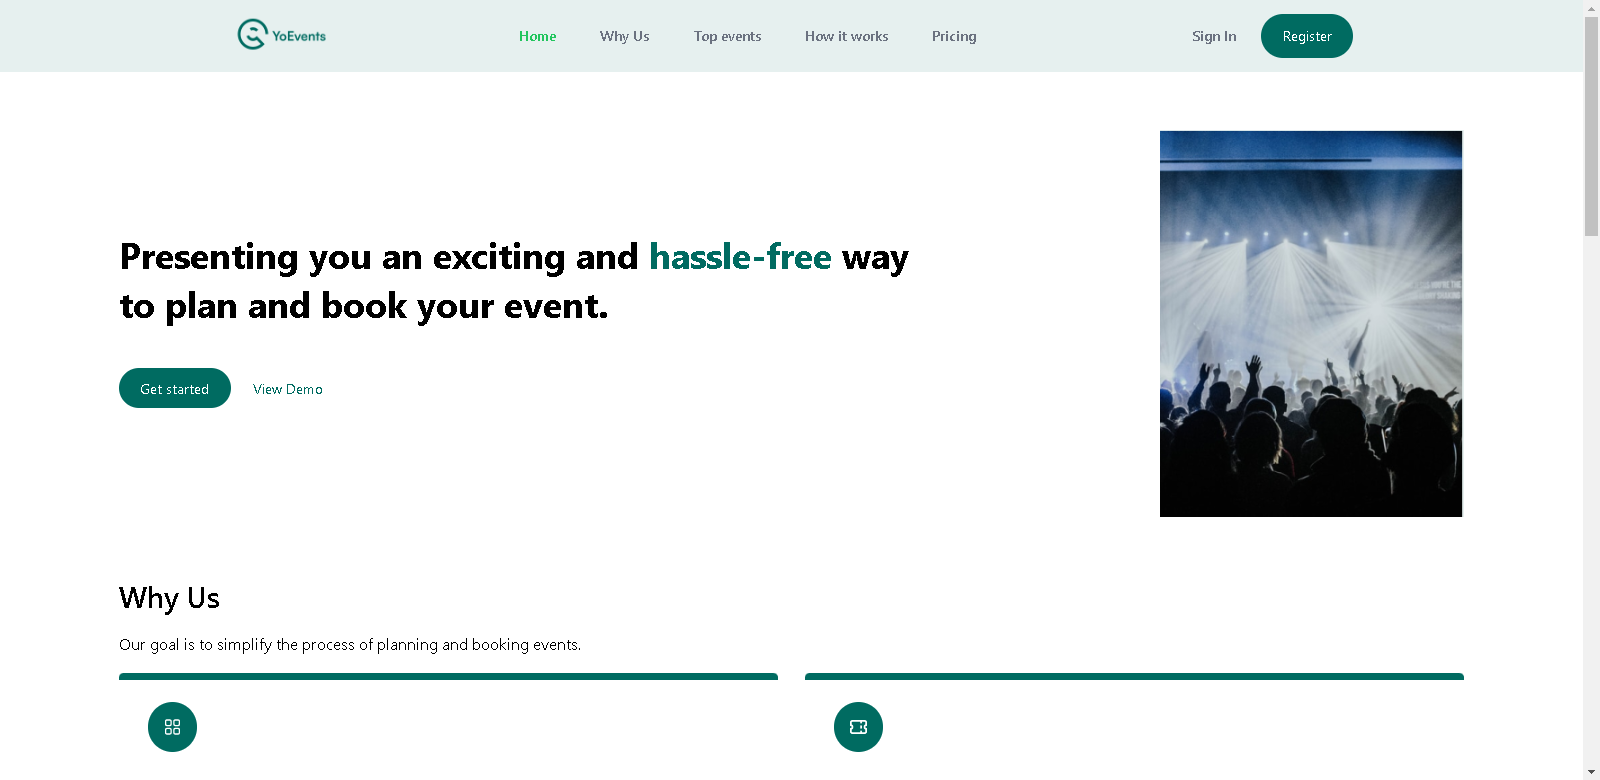 YoEvents
Home
Why Us
Top events
How it works
Pricing
Sign In
Register
Presenting you an exciting and hassle-free way
to plan and book your event.
Get started
View Demo
Why Us
Our goal is to simplify the process of planning and booking events.